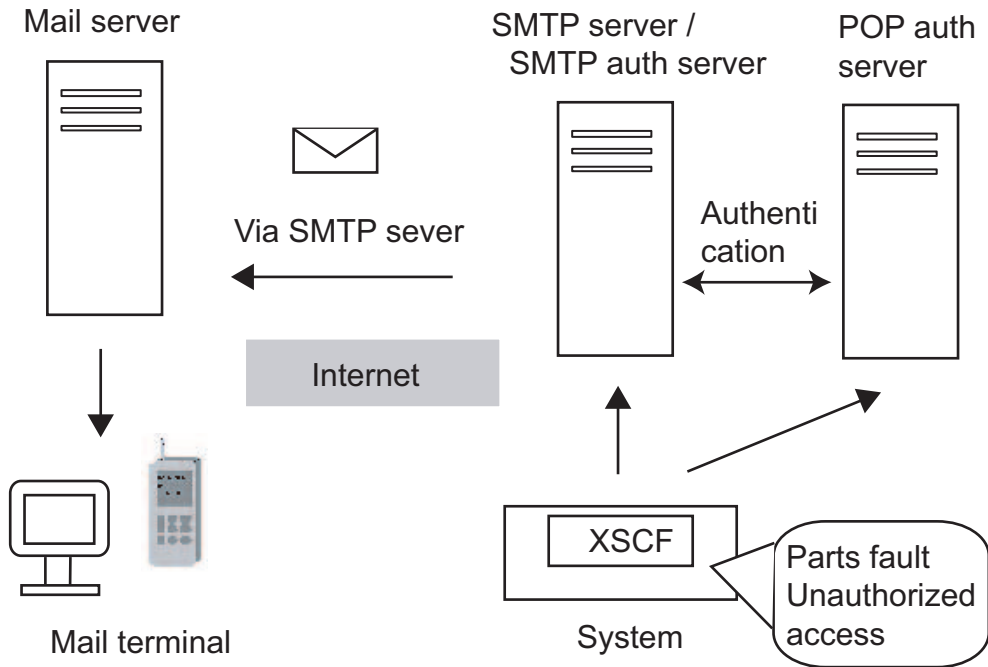 Mail server
SMTP server /
SMTP auth server
POP auth
server
Via SMTP sever
Authenti
cation
Internet
XSCF
Parts fault
Unauthorized
access
Mail terminal
System